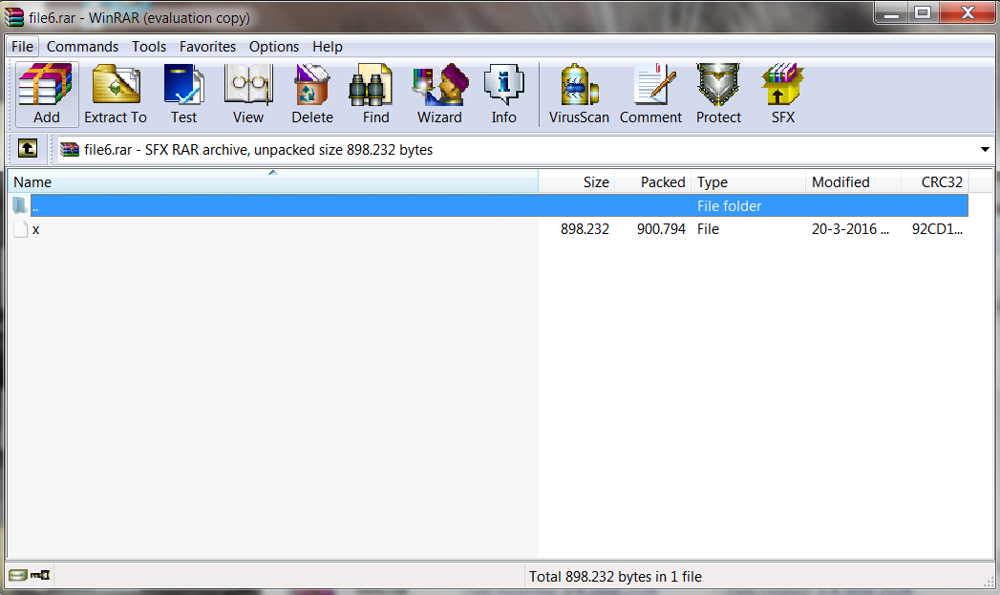 file6.rar - WinRAR (evaluation copy)
File Commands Tools Favorites Options Help
Add Extract To Test View Delete Find Wizard Info VirusScan Comment Protect SFX
file6.rar - SFX RAR archive, unpacked size 898.232 bytes
Name Size Packed Type Modified CRC32
.. File folder
x 898.232 900.794 File 20-3-2016 ... 92CD1...
Total 898.232 bytes in 1 file